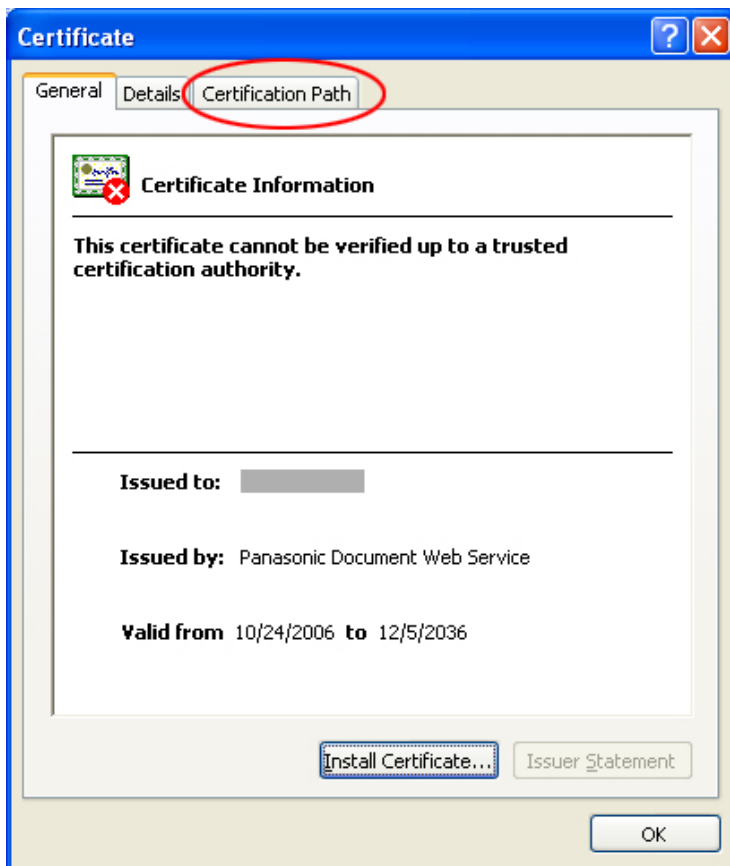 Certificate
General Details Certification Path
Certificate Information
This certificate cannot be verified up to a trusted
certification authority.
Issued to:
Issued by: Panasonic Document Web Service
Valid from 10/24/2006 to 12/5/2036
Install Certificate... Issuer Statement
OK